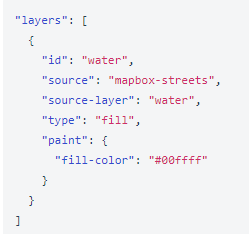 "layers": [
  {
    "id": "water",
    "source": "mapbox-streets",
    "source-layer": "water",
    "type": "fill",
    "paint": {
      "fill-color": "#00ffff"
    }
  }
]